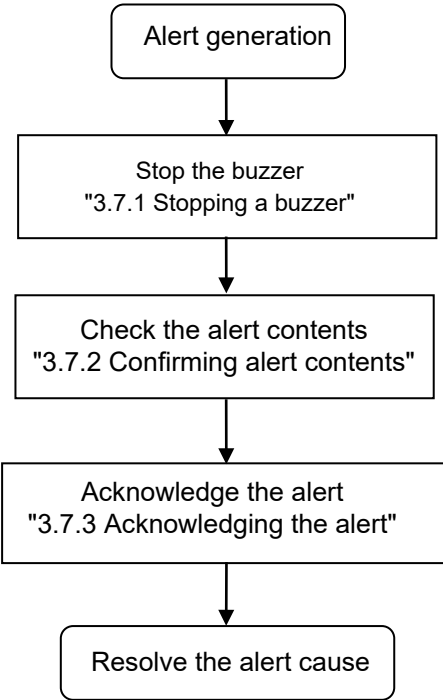 Alert generation
Stop the buzzer
"3.7.1 Stopping a buzzer"
Check the alert contents
"3.7.2 Confirming alert contents"
Acknowledge the alert
"3.7.3 Acknowledging the alert"
Resolve the alert cause